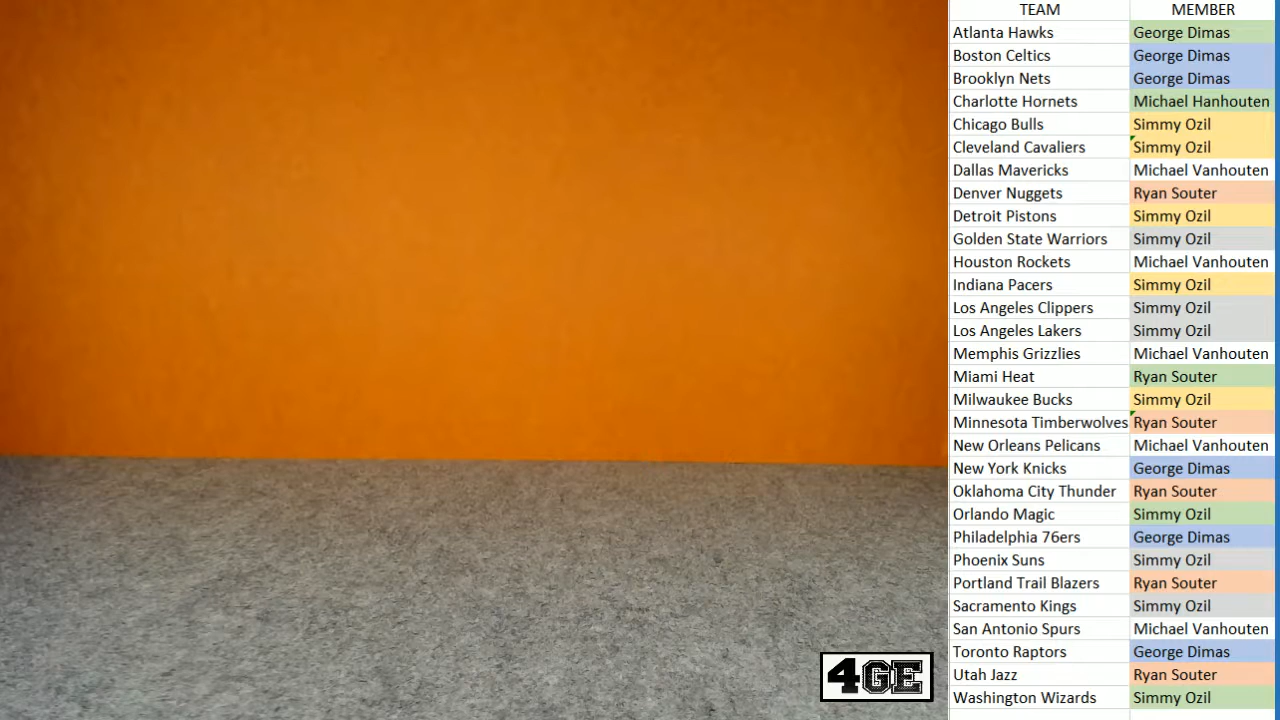 TEAM MEMBER
Atlanta Hawks George Dimas
Boston Celtics George Dimas
Brooklyn Nets George Dimas
Charlotte Hornets Michael Hanhouten
Chicago Bulls Simmy Ozil
Cleveland Cavaliers Simmy Ozil
Dallas Mavericks Michael Vanhouten
Denver Nuggets Ryan Souter
Detroit Pistons Simmy Ozil
Golden State Warriors Simmy Ozil
Houston Rockets Michael Vanhouten
Indiana Pacers Simmy Ozil
Los Angeles Clippers Simmy Ozil
Los Angeles Lakers Simmy Ozil
Memphis Grizzlies Michael Vanhouten
Miami Heat Ryan Souter
Milwaukee Bucks Simmy Ozil
Minnesota Timberwolves Ryan Souter
New Orleans Pelicans Michael Vanhouten
New York Knicks George Dimas
Oklahoma City Thunder Ryan Souter
Orlando Magic Simmy Ozil
Philadelphia 76ers George Dimas
Phoenix Suns Simmy Ozil
Portland Trail Blazers Ryan Souter
Sacramento Kings Simmy Ozil
San Antonio Spurs Michael Vanhouten
Toronto Raptors George Dimas
Utah Jazz Ryan Souter
Washington Wizards Simmy Ozil
4GE